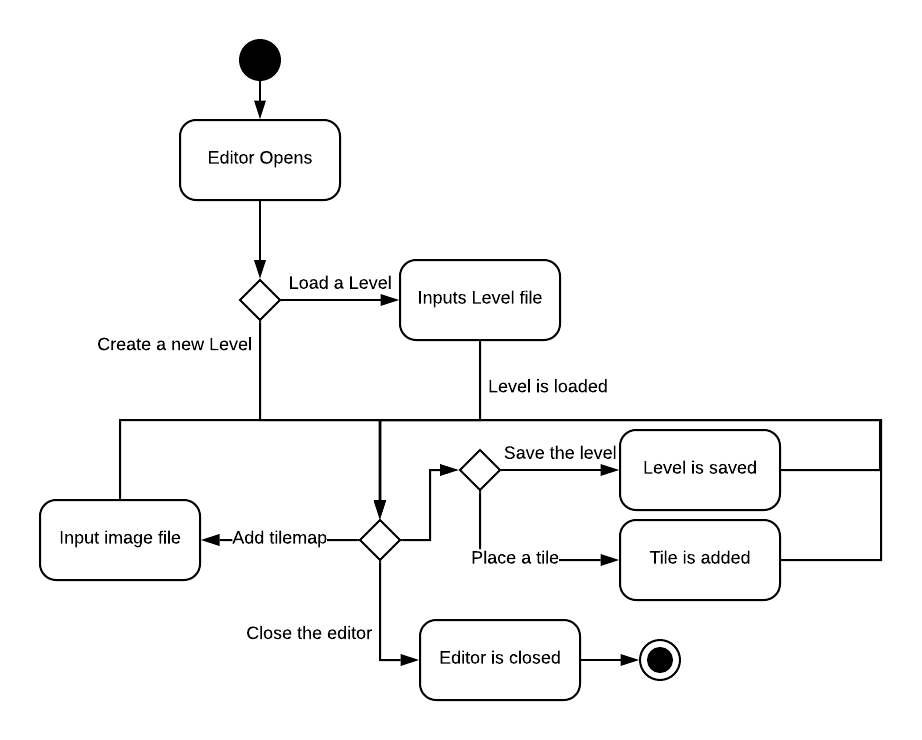 Editor Opens
Load a Level
Inputs Level file
Create a new Level
Level is loaded
Save the level
Level is saved
Input image file
Add tilemap
Place a tile
Tile is added
Close the editor
Editor is closed